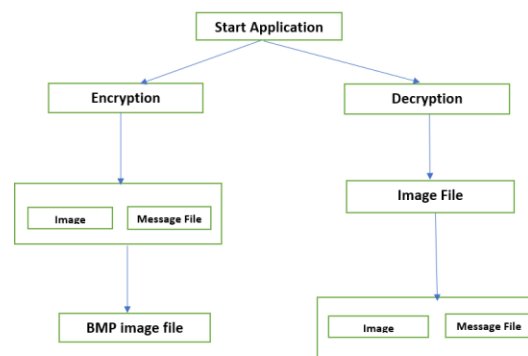 Start Application
Encryption
Decryption
Image File
Image
Message File
BMP image file
Image
Message File